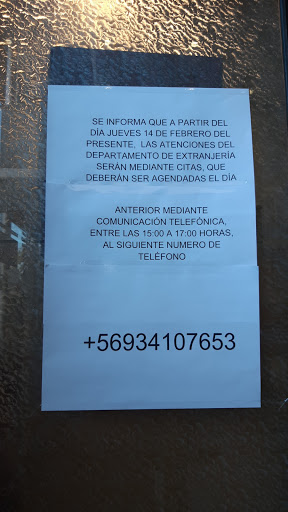 SE INFORMA QUE A PARTIR DEL
DÍA JUEVES 14 DE FEBRERO DEL
PRESENTE, LAS ATENCIONES DEL
DEPARTAMENTO DE EXTRANJERÍA
SERÁN MEDIANTE CITAS, QUE
DEBERÁN SER AGENDADAS EL DÍA
ANTERIOR MEDIANTE
COMUNICACIÓN TELEFÓNICA,
ENTRE LAS 15:00 A 17:00 HORAS,
AL SIGUIENTE NUMERO DE
TELÉFONO
+56934107653